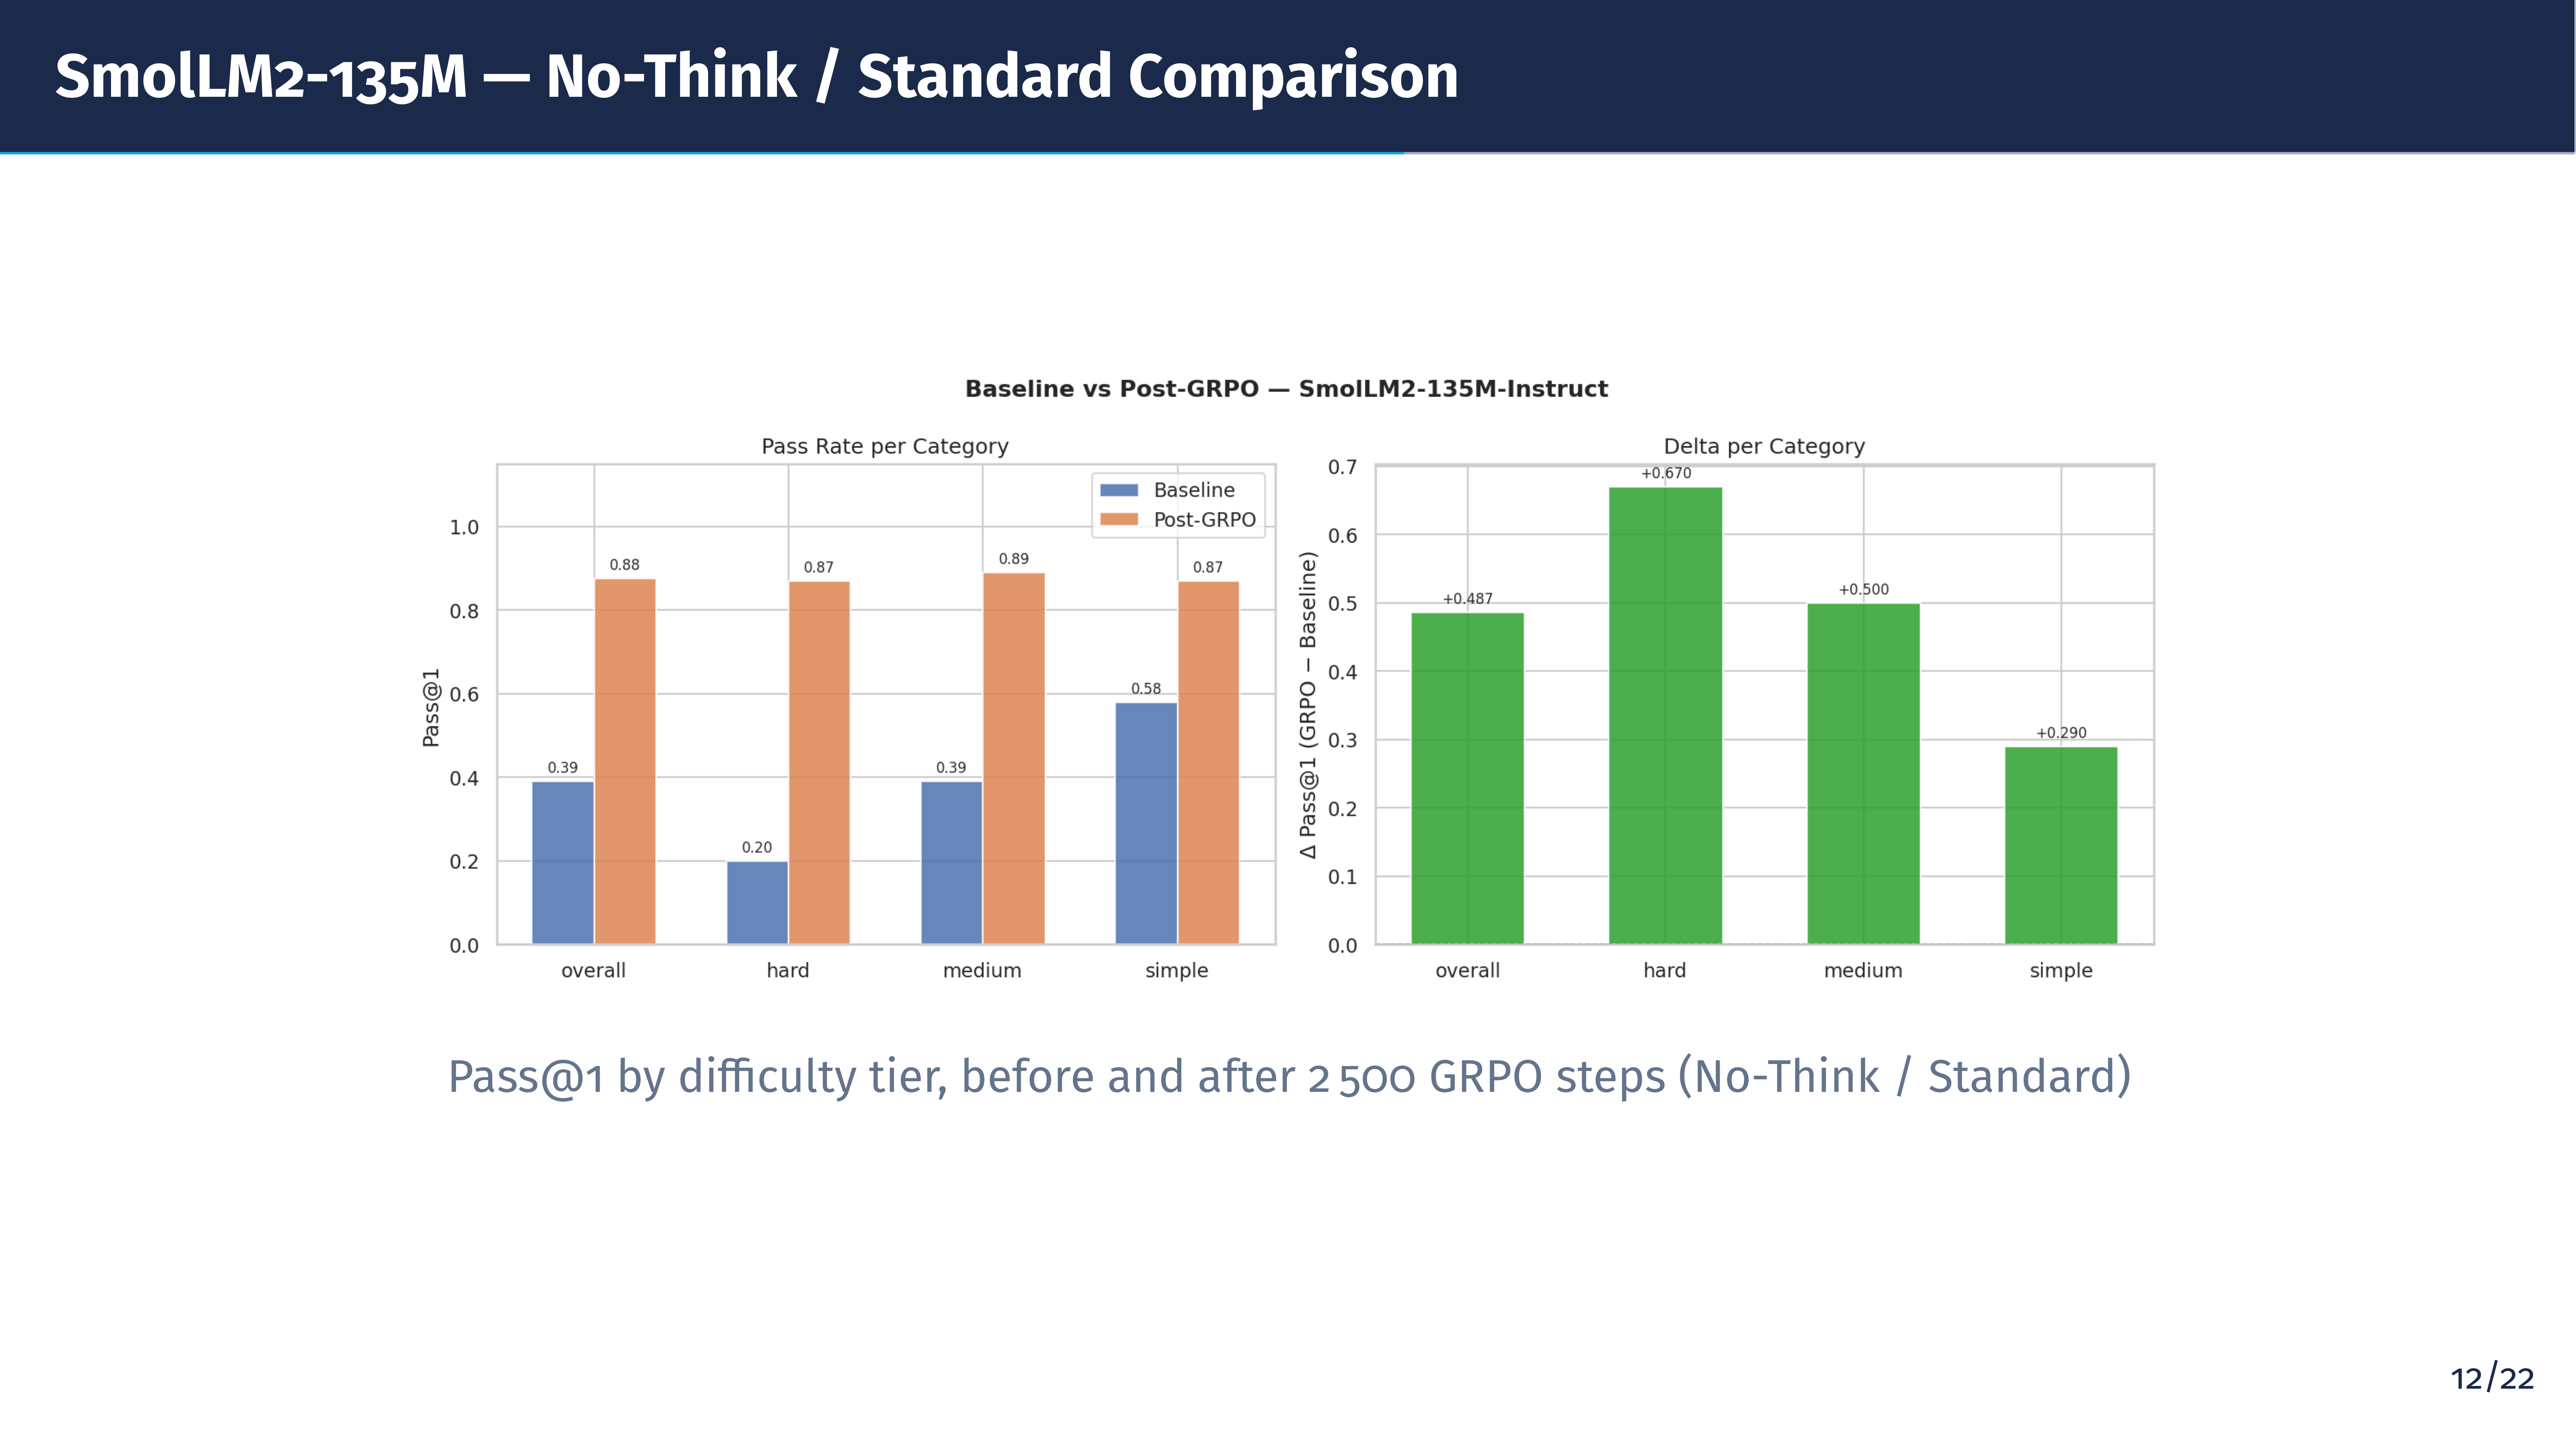 SmolLM2-135M — No-Think / Standard Comparison
Baseline vs Post-GRPO — SmolLM2-135M-Instruct
Pass Rate per Category
Baseline
Post-GRPO
Pass@1
1.0
0.8
0.6
0.4
0.2
0.0
0.39
0.88
0.20
0.87
0.39
0.89
0.58
0.87
overall
hard
medium
simple
Delta per Category
Δ Pass@1 (GRPO − Baseline)
0.7
0.6
0.5
0.4
0.3
0.2
0.1
0.0
+0.487
+0.670
+0.500
+0.290
overall
hard
medium
simple
Pass@1 by difficulty tier, before and after 2 500 GRPO steps (No-Think / Standard)
12/22